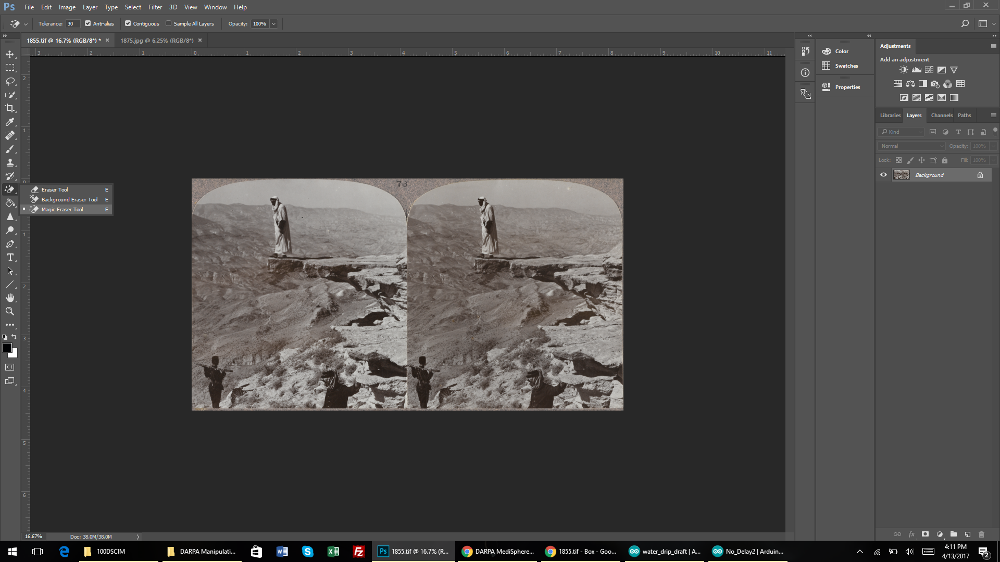 Ps File Edit Image Layer Type Select Filter 3D View Window Help
Tolerance: 30 Anti-alias Contiguous Sample All Layers Opacity: 100%
1855.tif @ 16.7% (RGB/8*) * × 1875.jpg @ 6.25% (RGB/8*) ×
3 2 1 0 1 2 3 4 5 6 7 8 9 10 11
2
1
0
1
2
3
4
5
6
Eraser Tool E
Background Eraser Tool E
Magic Eraser Tool E
73
Color
Swatches
Properties
Adjustments
Add an adjustment
Libraries Layers Channels Paths
Kind
Normal Opacity: 100%
Lock: Fill: 100%
Background
fx
16.67% Doc: 38.0M/38.0M
100DSCIM
DARPA Manipulati...
Ps 1855.tif @ 16.7% (R...
DARPA MediSphere...
1855.tif - Box - Goo...
water_drip_draft | A...
No_Delay2 | Arduin...
4:11 PM
4/13/2017
2